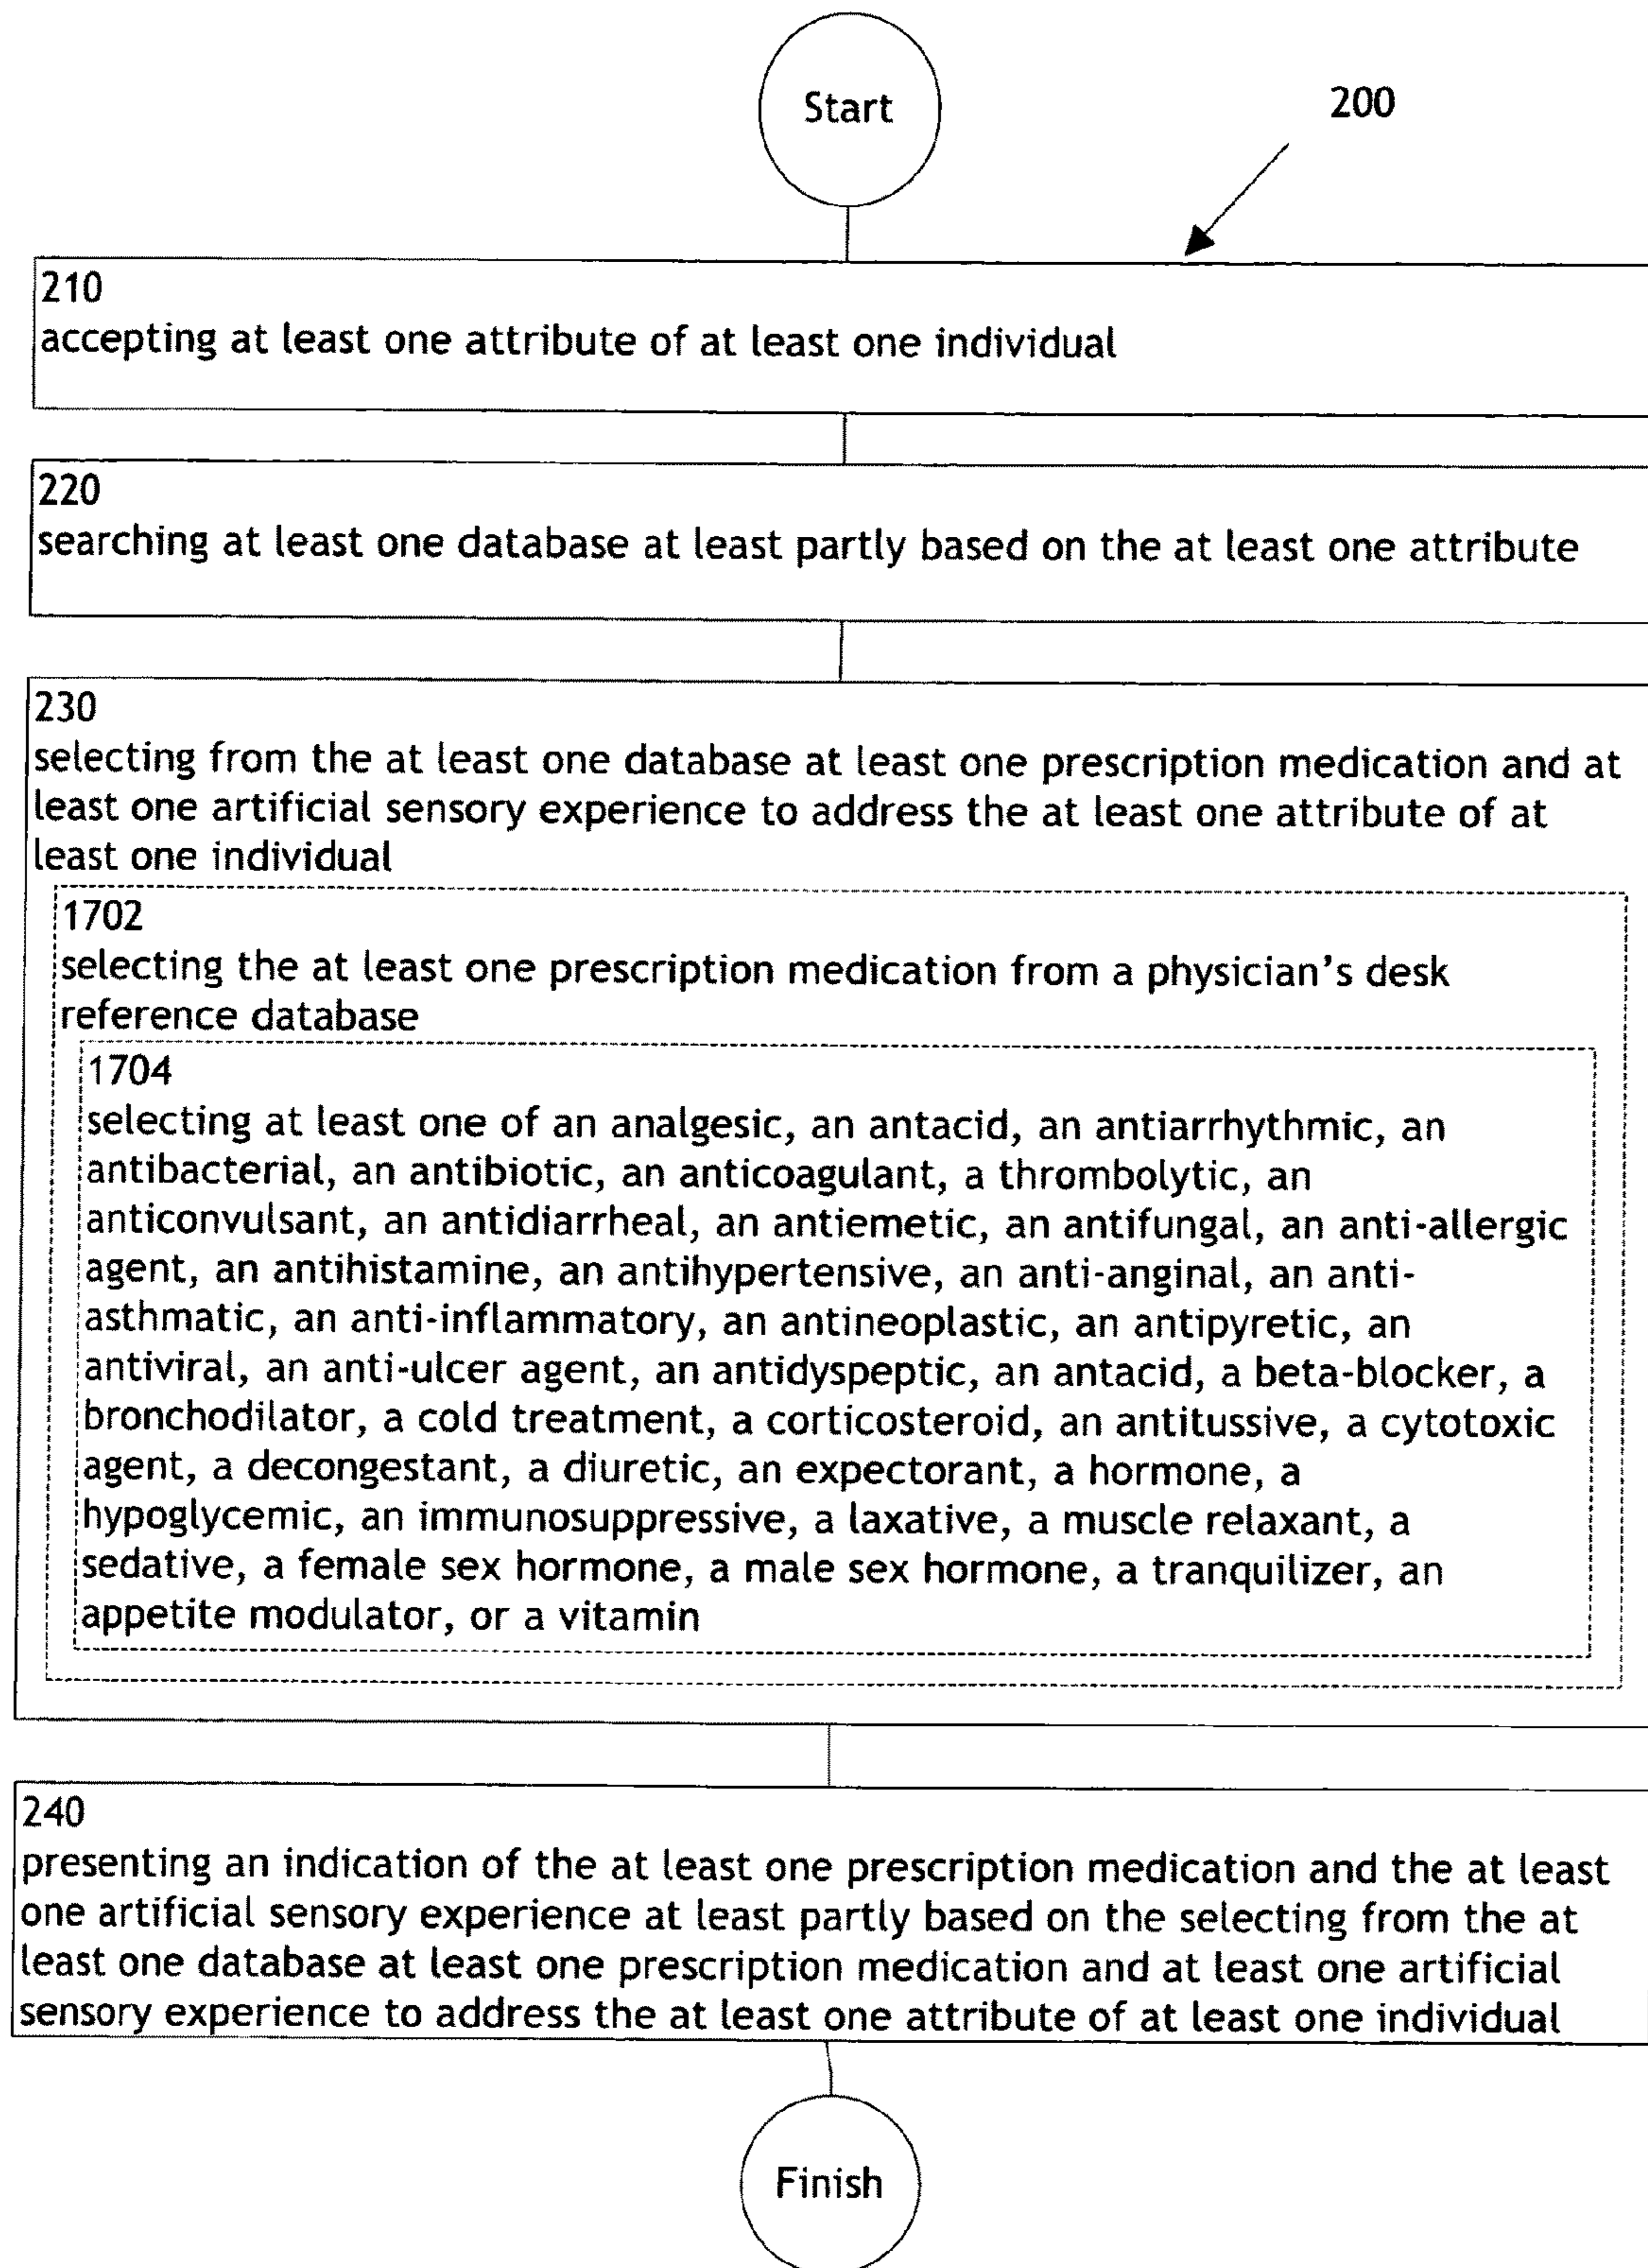 Start
200
210
accepting at least one attribute of at least one individual
220
searching at least one database at least partly based on the at least one attribute
230
selecting from the at least one database at least one prescription medication and at
least one artificial sensory experience to address the at least one attribute of at
least one individual
1702
selecting the at least one prescription medication from a physician's desk
reference database
1704
selecting at least one of an analgesic, an antacid, an antiarrhythmic, an
antibacterial, an antibiotic, an anticoagulant, a thrombolytic, an
anticonvulsant, an antidiarrheal, an antiemetic, an antifungal, an anti-allergic
agent, an antihistamine, an antihypertensive, an anti-anginal, an anti-
asthmatic, an anti-inflammatory, an antineoplastic, an antipyretic, an
antiviral, an anti-ulcer agent, an antidyspeptic, an antacid, a beta-blocker, a
bronchodilator, a cold treatment, a corticosteroid, an antitussive, a cytotoxic
agent, a decongestant, a diuretic, an expectorant, a hormone, a
hypoglycemic, an immunosuppressive, a laxative, a muscle relaxant, a
sedative, a female sex hormone, a male sex hormone, a tranquilizer, an
appetite modulator, or a vitamin
240
presenting an indication of the at least one prescription medication and the at least
one artificial sensory experience at least partly based on the selecting from the at
least one database at least one prescription medication and at least one artificial
sensory experience to address the at least one attribute of at least one individual
Finish